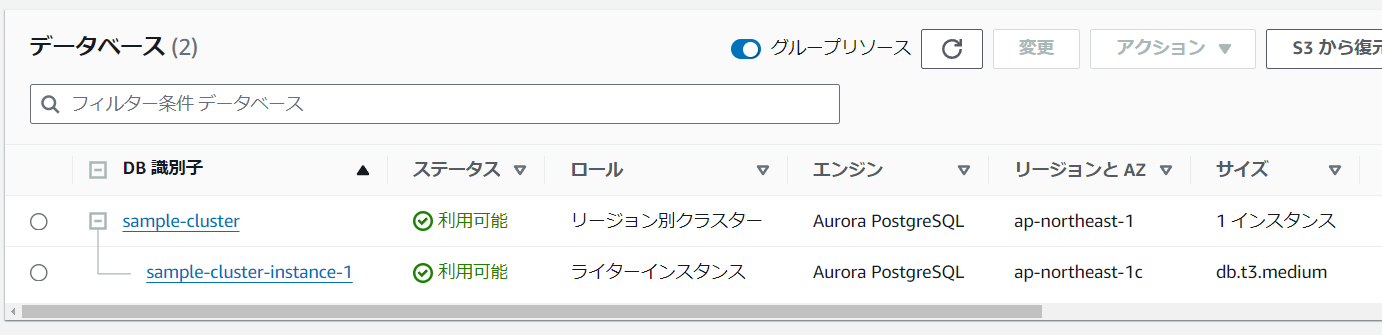 データベース (2)
グループリソース
変更
アクション ▼
S3 から復元
フィルター条件 データベース
DB 識別子 ▲ ステータス ▽ ロール ▽ エンジン ▽ リージョンと AZ ▽ サイズ ▽
sample-cluster 利用可能 リージョン別クラスター Aurora PostgreSQL ap-northeast-1 1 インスタンス
sample-cluster-instance-1 利用可能 ライターインスタンス Aurora PostgreSQL ap-northeast-1c db.t3.medium